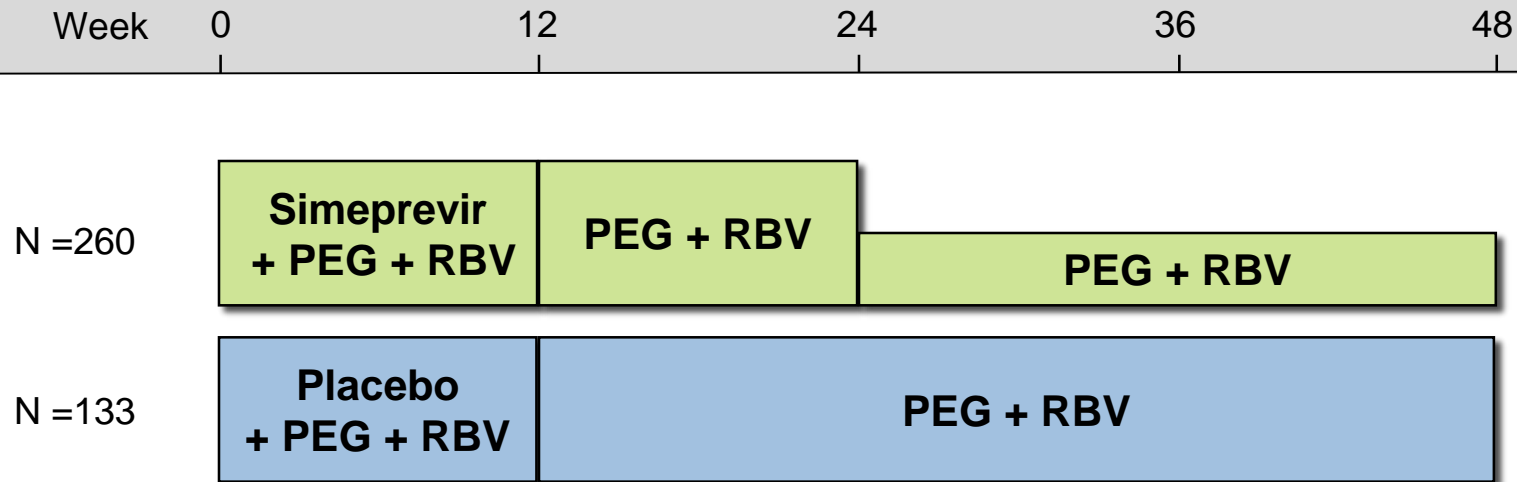 Week 0 12 24 36 48
N =260
Simeprevir
+ PEG + RBV
PEG + RBV
PEG + RBV
N =133
Placebo
+ PEG + RBV
PEG + RBV